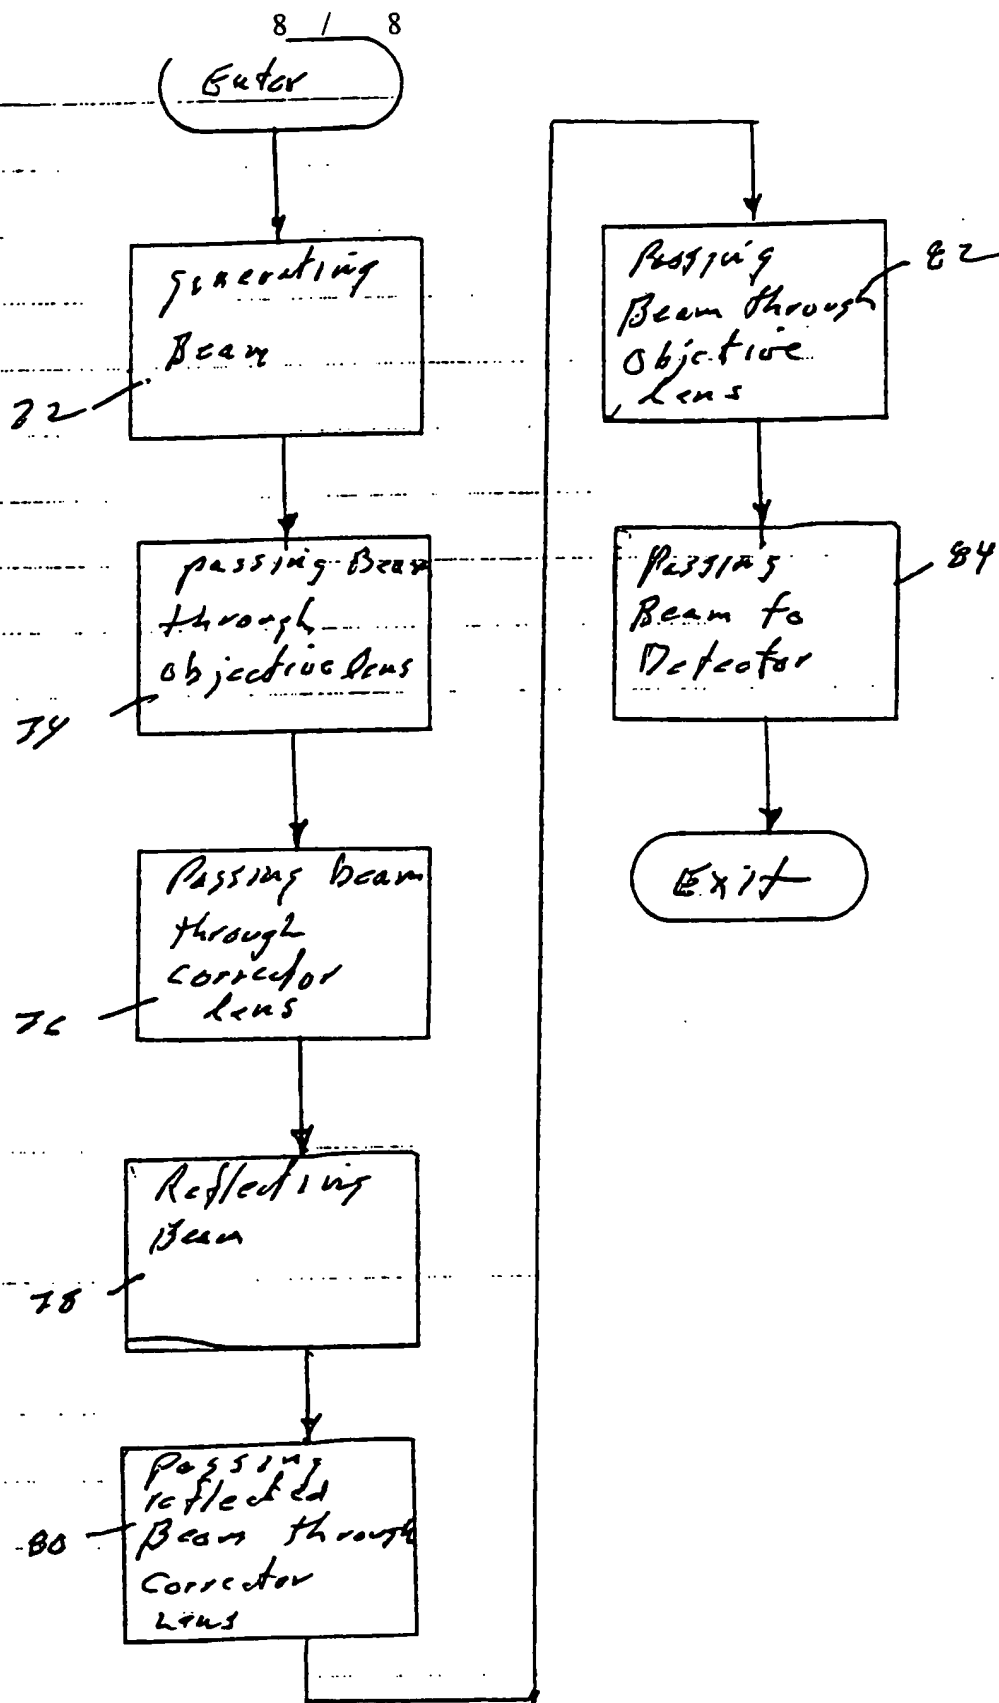 8 / 8
Enter
generating
Beam
72
passing Beam
through
objective lens
74
Passing beam
through
corrector
lens
76
Reflecting
Beam
78
Passing
reflected
Beam through
corrector
Lens
80
Passing
Beam through
Objective
Lens
82
Passing
Beam to
Detector
84
Exit